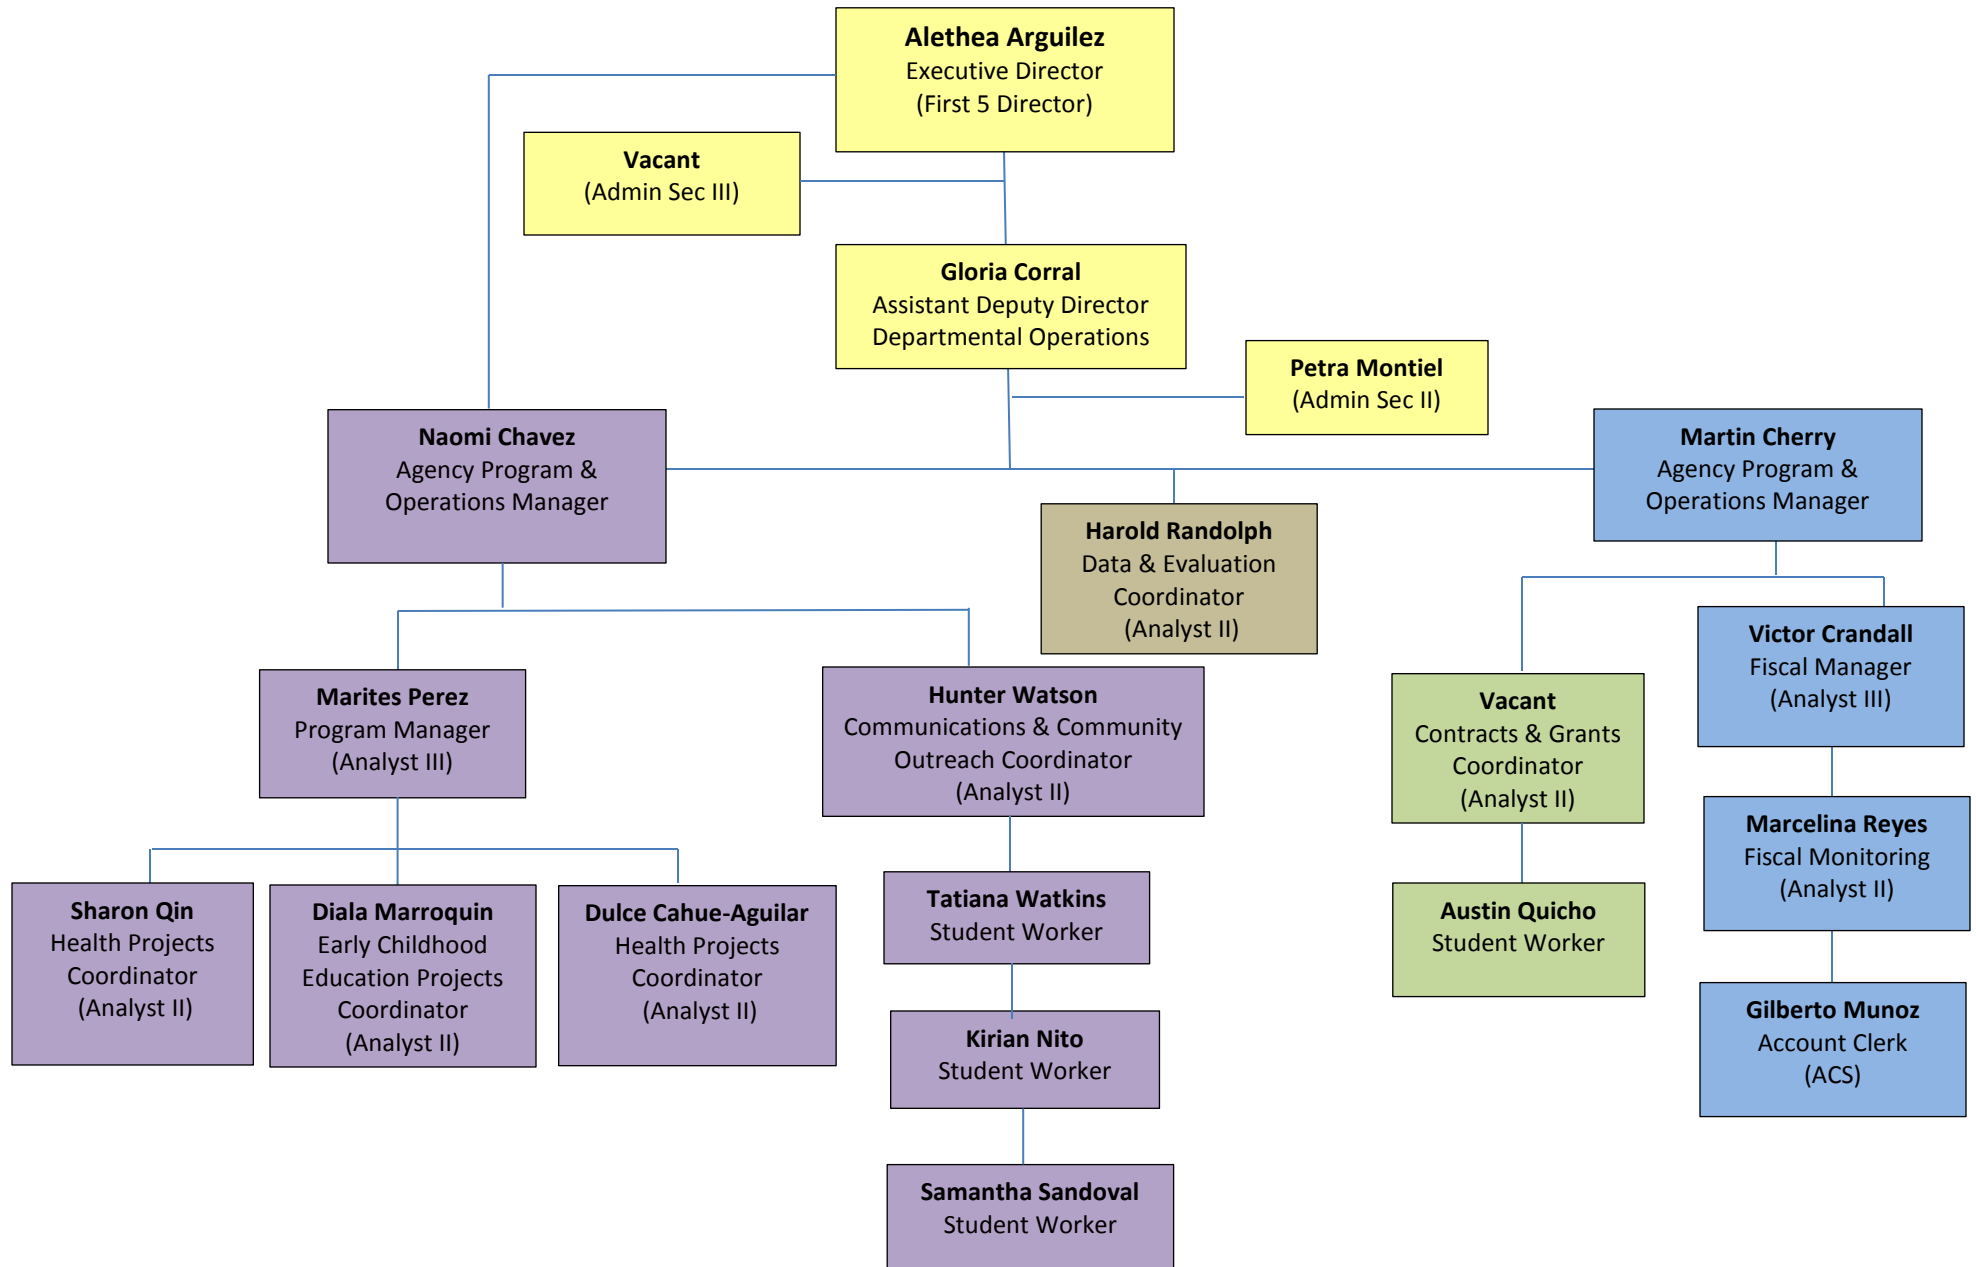 Alethea Arguilez
Executive Director
(First 5 Director)
Vacant
(Admin Sec III)
Gloria Corral
Assistant Deputy Director
Departmental Operations
Petra Montiel
(Admin Sec II)
Naomi Chavez
Agency Program &
Operations Manager
Martin Cherry
Agency Program &
Operations Manager
Harold Randolph
Data & Evaluation
Coordinator
(Analyst II)
Marites Perez
Program Manager
(Analyst III)
Hunter Watson
Communications & Community
Outreach Coordinator
(Analyst II)
Vacant
Contracts & Grants
Coordinator
(Analyst II)
Victor Crandall
Fiscal Manager
(Analyst III)
Marcelina Reyes
Fiscal Monitoring
(Analyst II)
Sharon Qin
Health Projects
Coordinator
(Analyst II)
Diala Marroquin
Early Childhood
Education Projects
Coordinator
(Analyst II)
Dulce Cahue-Aguilar
Health Projects
Coordinator
(Analyst II)
Tatiana Watkins
Student Worker
Austin Quicho
Student Worker
Gilberto Munoz
Account Clerk
(ACS)
Kirian Nito
Student Worker
Samantha Sandoval
Student Worker